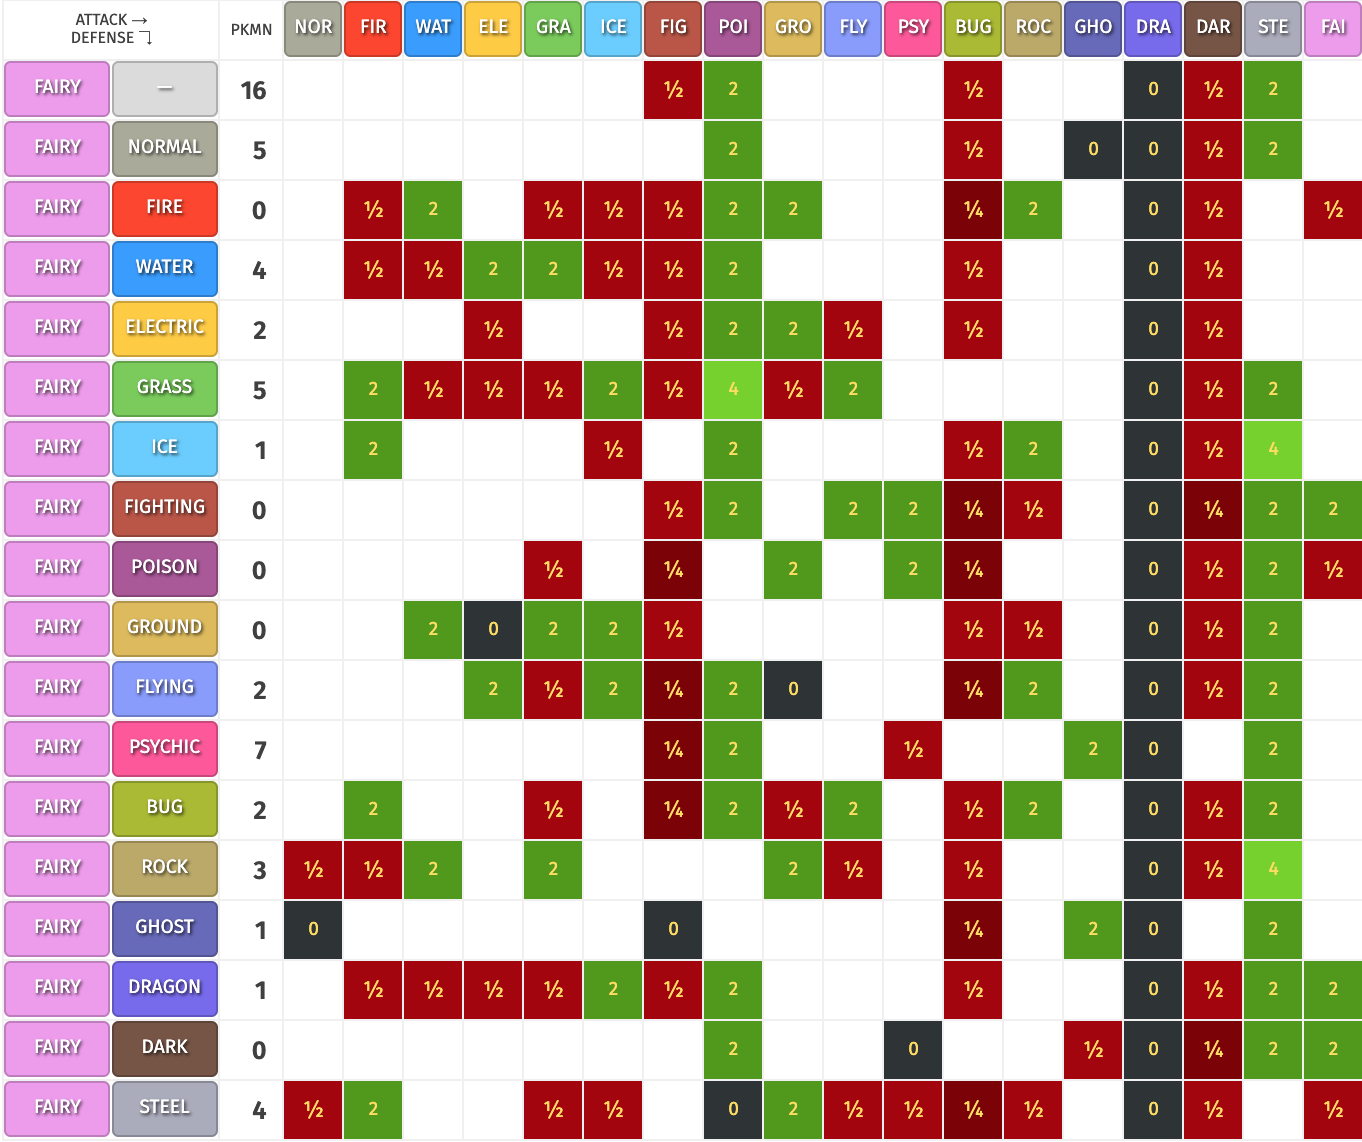 ATTACK → DEFENSE ↴ PKMN NOR FIR WAT ELE GRA ICE FIG POI GRO FLY PSY BUG ROC GHO DRA DAR STE FAI
FAIRY — 16 ½ 2 ½ 0 ½ 2
FAIRY NORMAL 5 2 ½ 0 0 ½ 2
FAIRY FIRE 0 ½ 2 ½ ½ ½ 2 2 ¼ 2 0 ½ ½
FAIRY WATER 4 ½ ½ 2 2 ½ ½ 2 ½ 0 ½
FAIRY ELECTRIC 2 ½ ½ 2 2 ½ ½ 0 ½
FAIRY GRASS 5 2 ½ ½ ½ 2 ½ 4 ½ 2 0 ½ 2
FAIRY ICE 1 2 ½ 2 ½ 2 0 ½ 4
FAIRY FIGHTING 0 ½ 2 2 2 ¼ ½ 0 ¼ 2 2
FAIRY POISON 0 ½ ¼ 2 2 ¼ 0 ½ 2 ½
FAIRY GROUND 0 2 0 2 2 ½ ½ ½ 0 ½ 2
FAIRY FLYING 2 2 ½ 2 ¼ 2 0 ¼ 2 0 ½ 2
FAIRY PSYCHIC 7 ¼ 2 ½ 2 0 2
FAIRY BUG 2 2 ½ ¼ 2 ½ 2 ½ 2 0 ½ 2
FAIRY ROCK 3 ½ ½ 2 2 2 ½ ½ 0 ½ 4
FAIRY GHOST 1 0 0 ¼ 2 0 2
FAIRY DRAGON 1 ½ ½ ½ ½ 2 ½ 2 ½ 0 ½ 2 2
FAIRY DARK 0 2 0 ½ 0 ¼ 2 2
FAIRY STEEL 4 ½ 2 ½ ½ 0 2 ½ ½ ¼ ½ 0 ½ ½